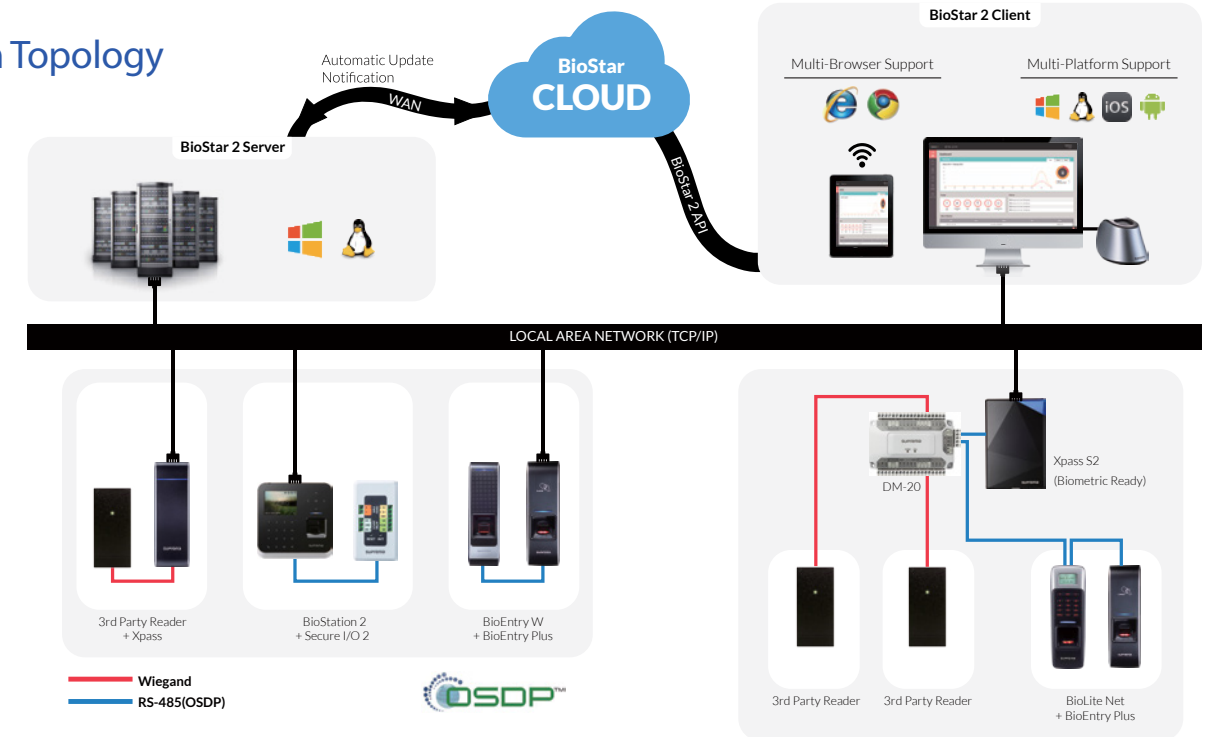 n Topology
Automatic Update
Notification
WAN
BioStar
CLOUD
BioStar 2 API
BioStar 2 Client
Multi-Browser Support
Multi-Platform Support
iOS
BioStar 2 Server
LOCAL AREA NETWORK (TCP/IP)
3rd Party Reader
+ Xpass
BioStation 2
+ Secure I/O 2
BioEntry W
+ BioEntry Plus
DM-20
Xpass S2
(Biometric Ready)
3rd Party Reader
3rd Party Reader
BioLite Net
+ BioEntry Plus
Wiegand
RS-485(OSDP)
OSDP™